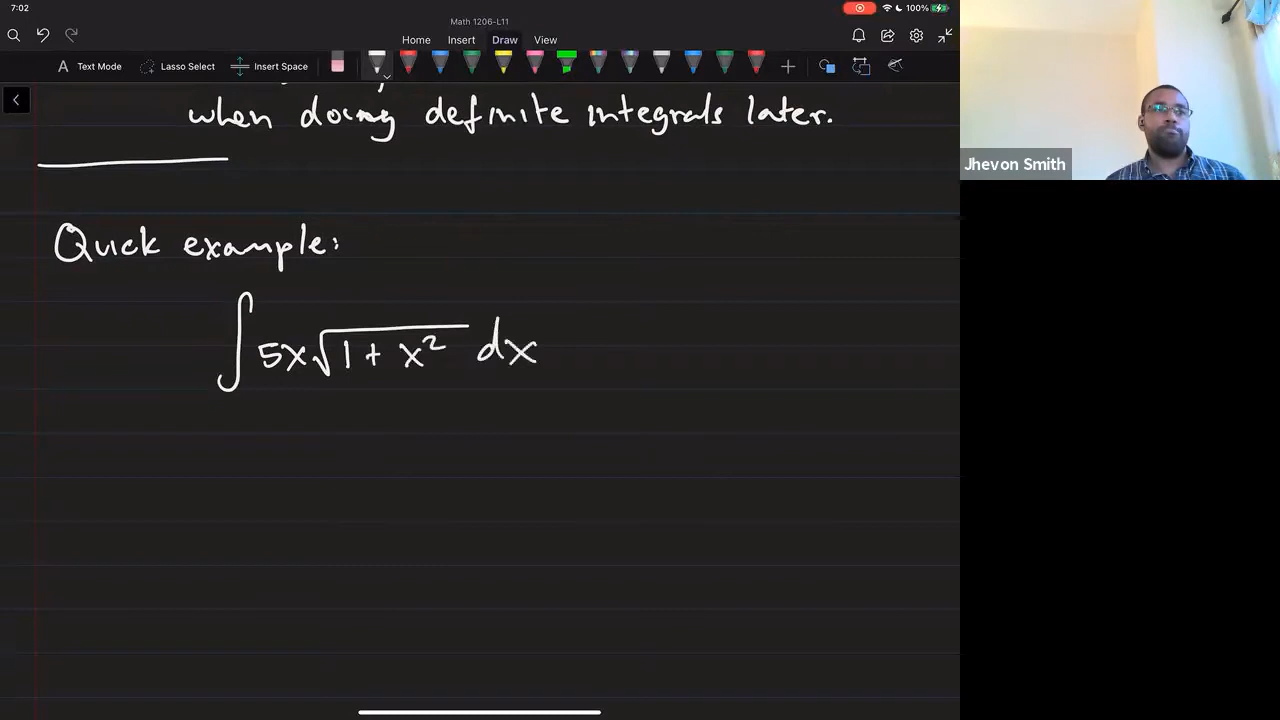 7:02
100%
Math 1206-L11
Home Insert Draw View
Text Mode Lasso Select Insert Space
when doing definite integrals later.
Jhevon Smith
Quick example:
∫ 5x√(1 + x²) dx